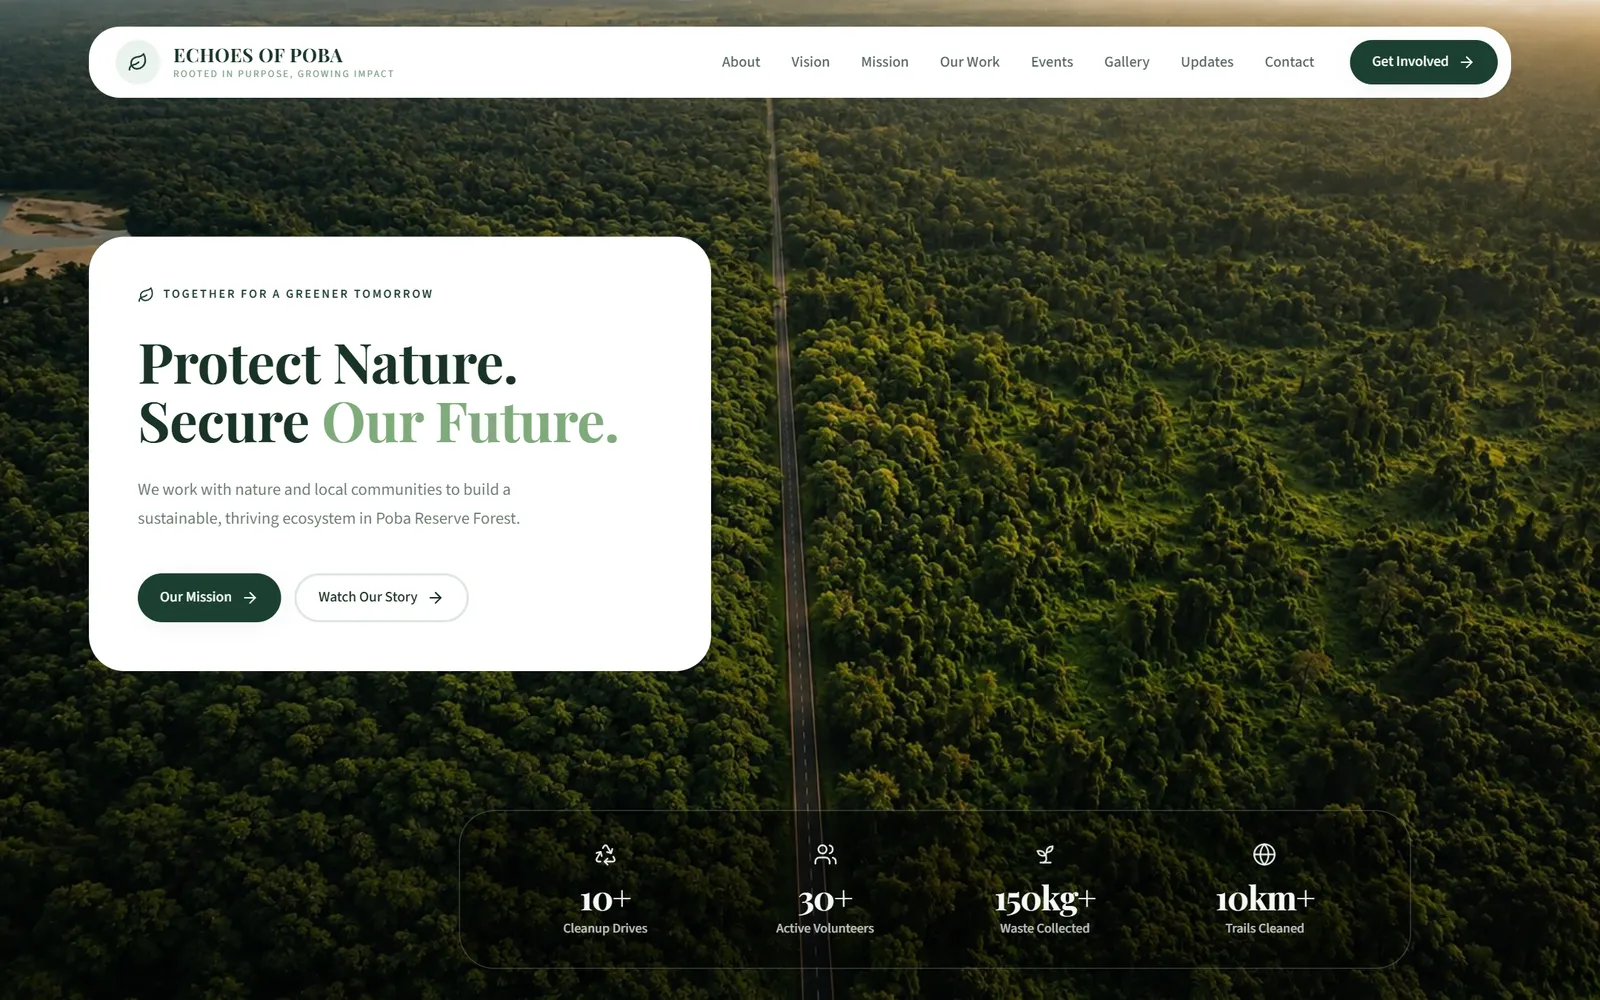 ECHOES OF POBA
ROOTED IN PURPOSE, GROWING IMPACT
About
Vision
Mission
Our Work
Events
Gallery
Updates
Contact
Get Involved
TOGETHER FOR A GREENER TOMORROW
Protect Nature.
Secure Our Future.
We work with nature and local communities to build a
sustainable, thriving ecosystem in Poba Reserve Forest.
Our Mission
Watch Our Story
10+
Cleanup Drives
30+
Active Volunteers
150kg+
Waste Collected
10km+
Trails Cleaned